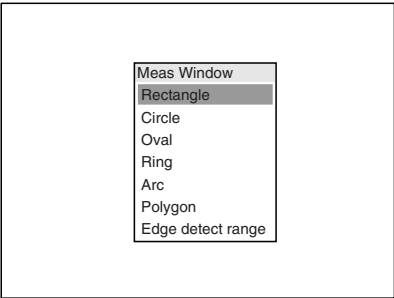 Meas Window
Rectangle
Circle
Oval
Ring
Arc
Polygon
Edge detect range